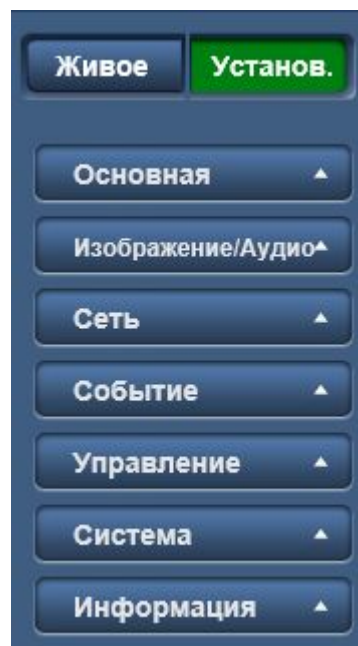 Живое Установ.
Основная
Изображение/Аудио
Сеть
Событие
Управление
Система
Информация